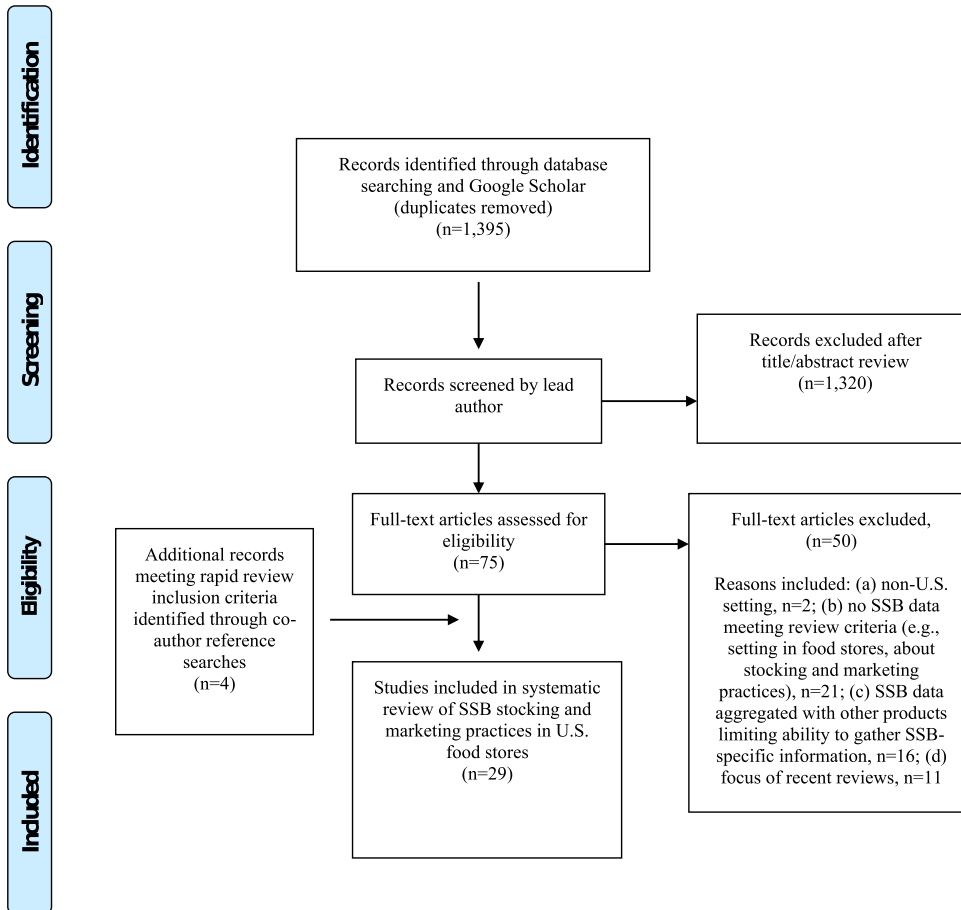 Identification
Records identified through database
searching and Google Scholar
(duplicates removed)
(n=1,395)
Screening
Records screened by lead
author
Records excluded after
title/abstract review
(n=1,320)
Eligibility
Full-text articles assessed for
eligibility
(n=75)
Full-text articles excluded,
(n=50)
Reasons included: (a) non-U.S.
setting, n=2; (b) no SSB data
meeting review criteria (e.g.,
setting in food stores, about
stocking and marketing
practices), n=21; (c) SSB data
aggregated with other products
limiting ability to gather SSB-
specific information, n=16; (d)
focus of recent reviews, n=11
Additional records
meeting rapid review
inclusion criteria
identified through co-
author reference
searches
(n=4)
Included
Studies included in systematic
review of SSB stocking and
marketing practices in U.S.
food stores
(n=29)